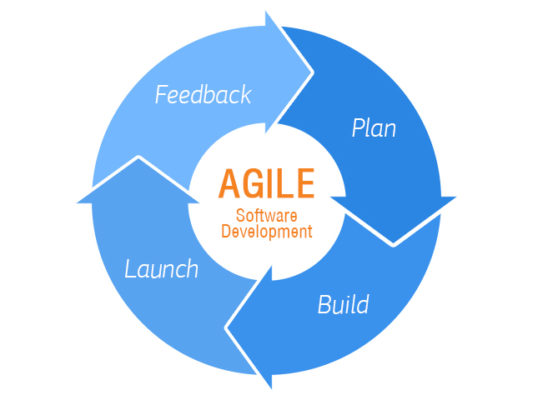 Feedback
Plan
AGILE
Software
Development
Launch
Build